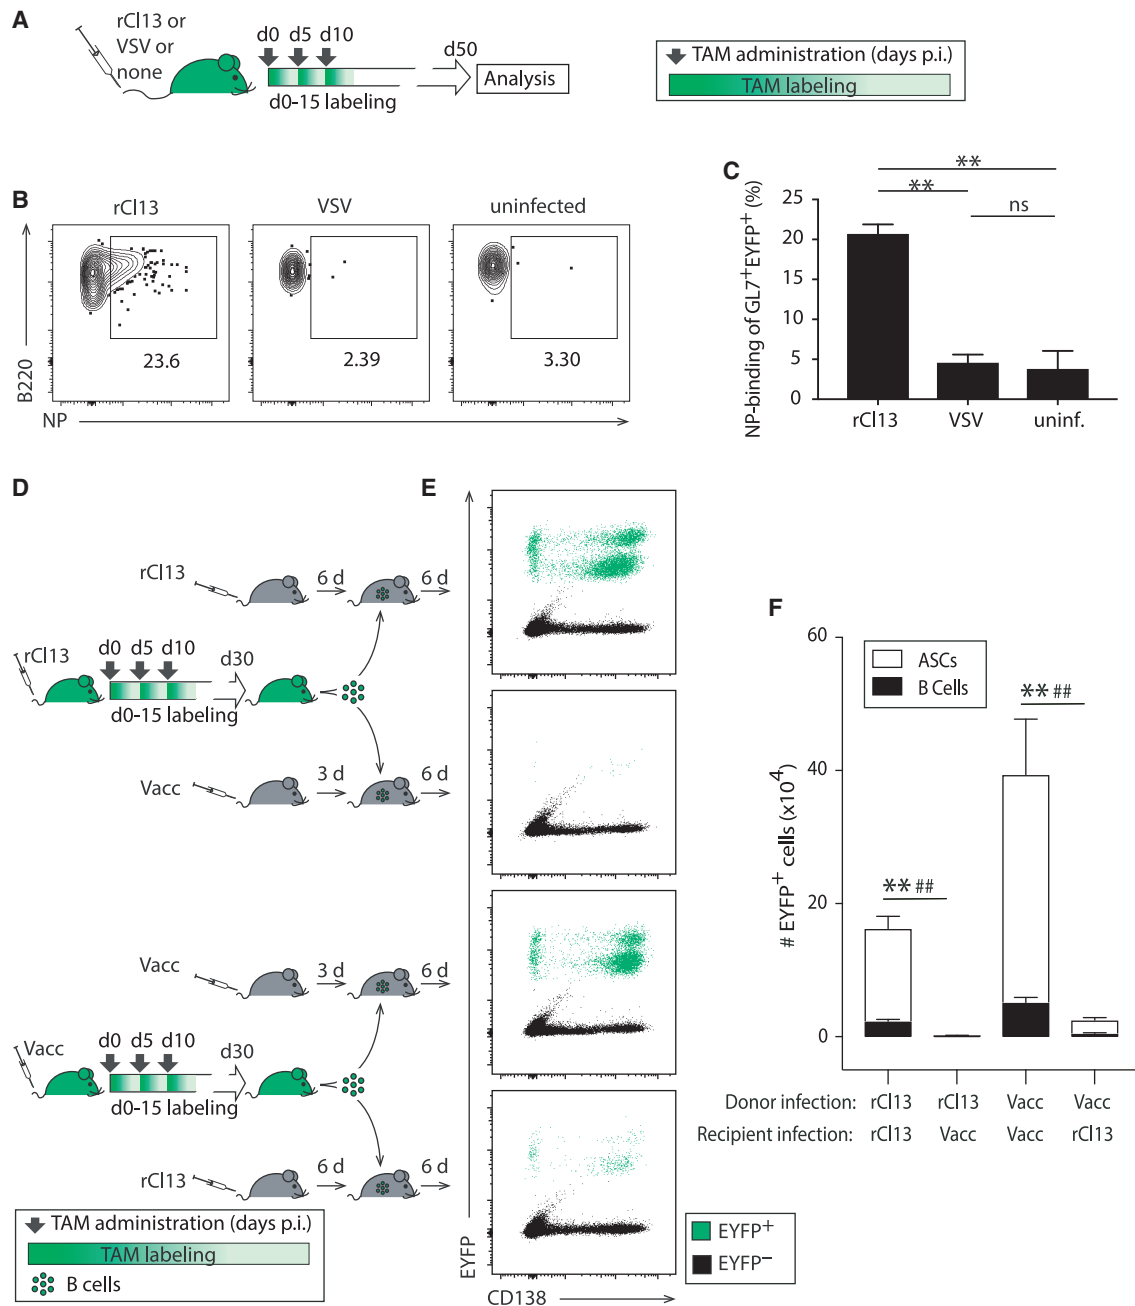 A
rCl13 or
VSV or
none
d0 d5 d10
d50
Analysis
d0-15 labeling
TAM administration (days p.i.)
TAM labeling
B
rCl13
VSV
uninfected
23.6
2.39
3.30
B220
NP
C
**
**
ns
25
20
15
10
5
0
NP-binding of GL7+EYFP+ (%)
rCl13
VSV
uninf.
D
rCl13
6 d
6 d
rCl13
d0 d5 d10
d30
d0-15 labeling
Vacc
3 d
6 d
Vacc
3 d
6 d
Vacc
d0 d5 d10
d30
d0-15 labeling
rCl13
6 d
6 d
TAM administration (days p.i.)
TAM labeling
B cells
E
EYFP
CD138
EYFP+
EYFP−
F
60
40
20
0
# EYFP+ cells (x10^4)
ASCs
B Cells
** ##
** ##
Donor infection: rCl13 rCl13 Vacc Vacc
Recipient infection: rCl13 Vacc Vacc rCl13